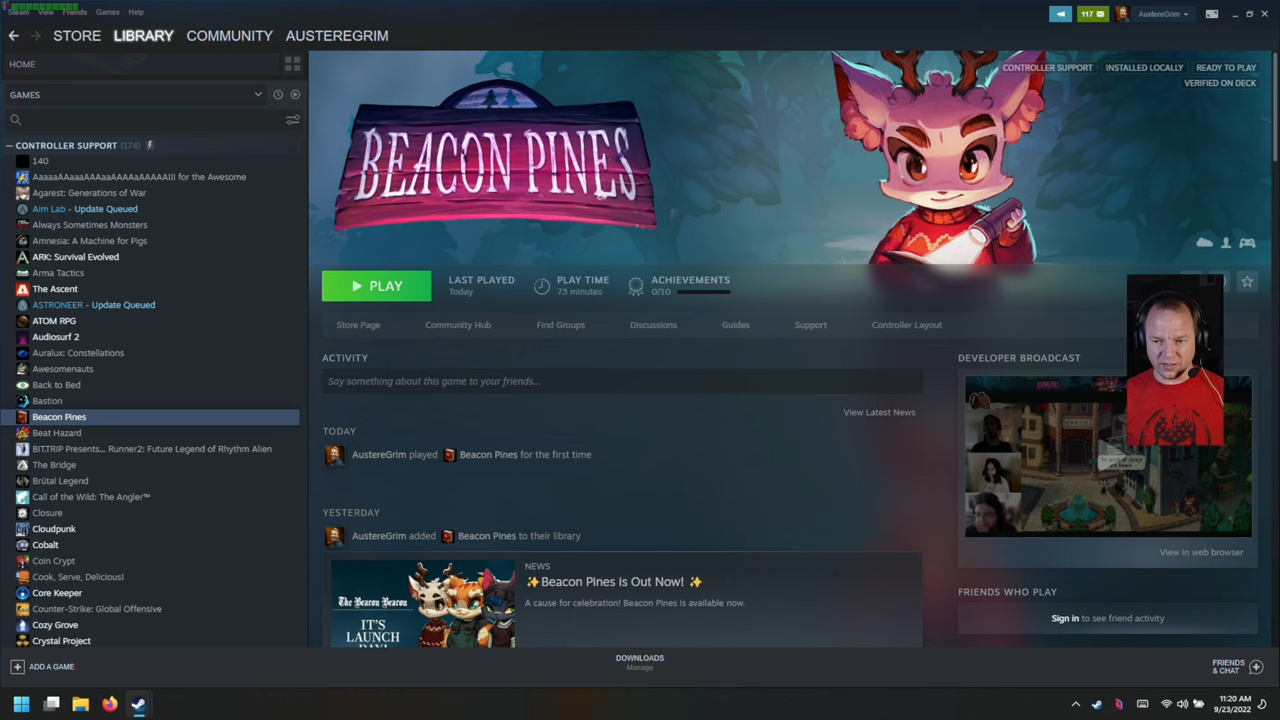 Steam View Friends Games Help
117
AustereGrim
STORE LIBRARY COMMUNITY AUSTEREGRIM
HOME
GAMES
CONTROLLER SUPPORT (174)
140
AaaaaAAaaaAAAaaAAAAaAAAAA!!! for the Awesome
Agarest: Generations of War
Aim Lab - Update Queued
Always Sometimes Monsters
Amnesia: A Machine for Pigs
ARK: Survival Evolved
Arma Tactics
The Ascent
ASTRONEER - Update Queued
ATOM RPG
Audiosurf 2
Auralux: Constellations
Awesomenauts
Back to Bed
Bastion
Beacon Pines
Beat Hazard
BIT.TRIP Presents... Runner2: Future Legend of Rhythm Alien
The Bridge
Brütal Legend
Call of the Wild: The Angler™
Closure
Cloudpunk
Cobalt
Coin Crypt
Cook, Serve, Delicious!
Core Keeper
Counter-Strike: Global Offensive
Cozy Grove
Crystal Project
ADD A GAME
BEACON PINES
CONTROLLER SUPPORT INSTALLED LOCALLY READY TO PLAY
VERIFIED ON DECK
PLAY
LAST PLAYED
Today
PLAY TIME
73 minutes
ACHIEVEMENTS
0/10
Store Page Community Hub Find Groups Discussions Guides Support Controller Layout
ACTIVITY
Say something about this game to your friends...
View Latest News
TODAY
AustereGrim played Beacon Pines for the first time
YESTERDAY
AustereGrim added Beacon Pines to their library
The Beacon Beacon
IT'S
LAUNCH
DAY!
NEWS
✨Beacon Pines is Out Now! ✨
A cause for celebration! Beacon Pines is available now.
DEVELOPER BROADCAST
View in web browser
FRIENDS WHO PLAY
Sign in to see friend activity
DOWNLOADS
Manage
FRIENDS
& CHAT
11:20 AM
9/23/2022